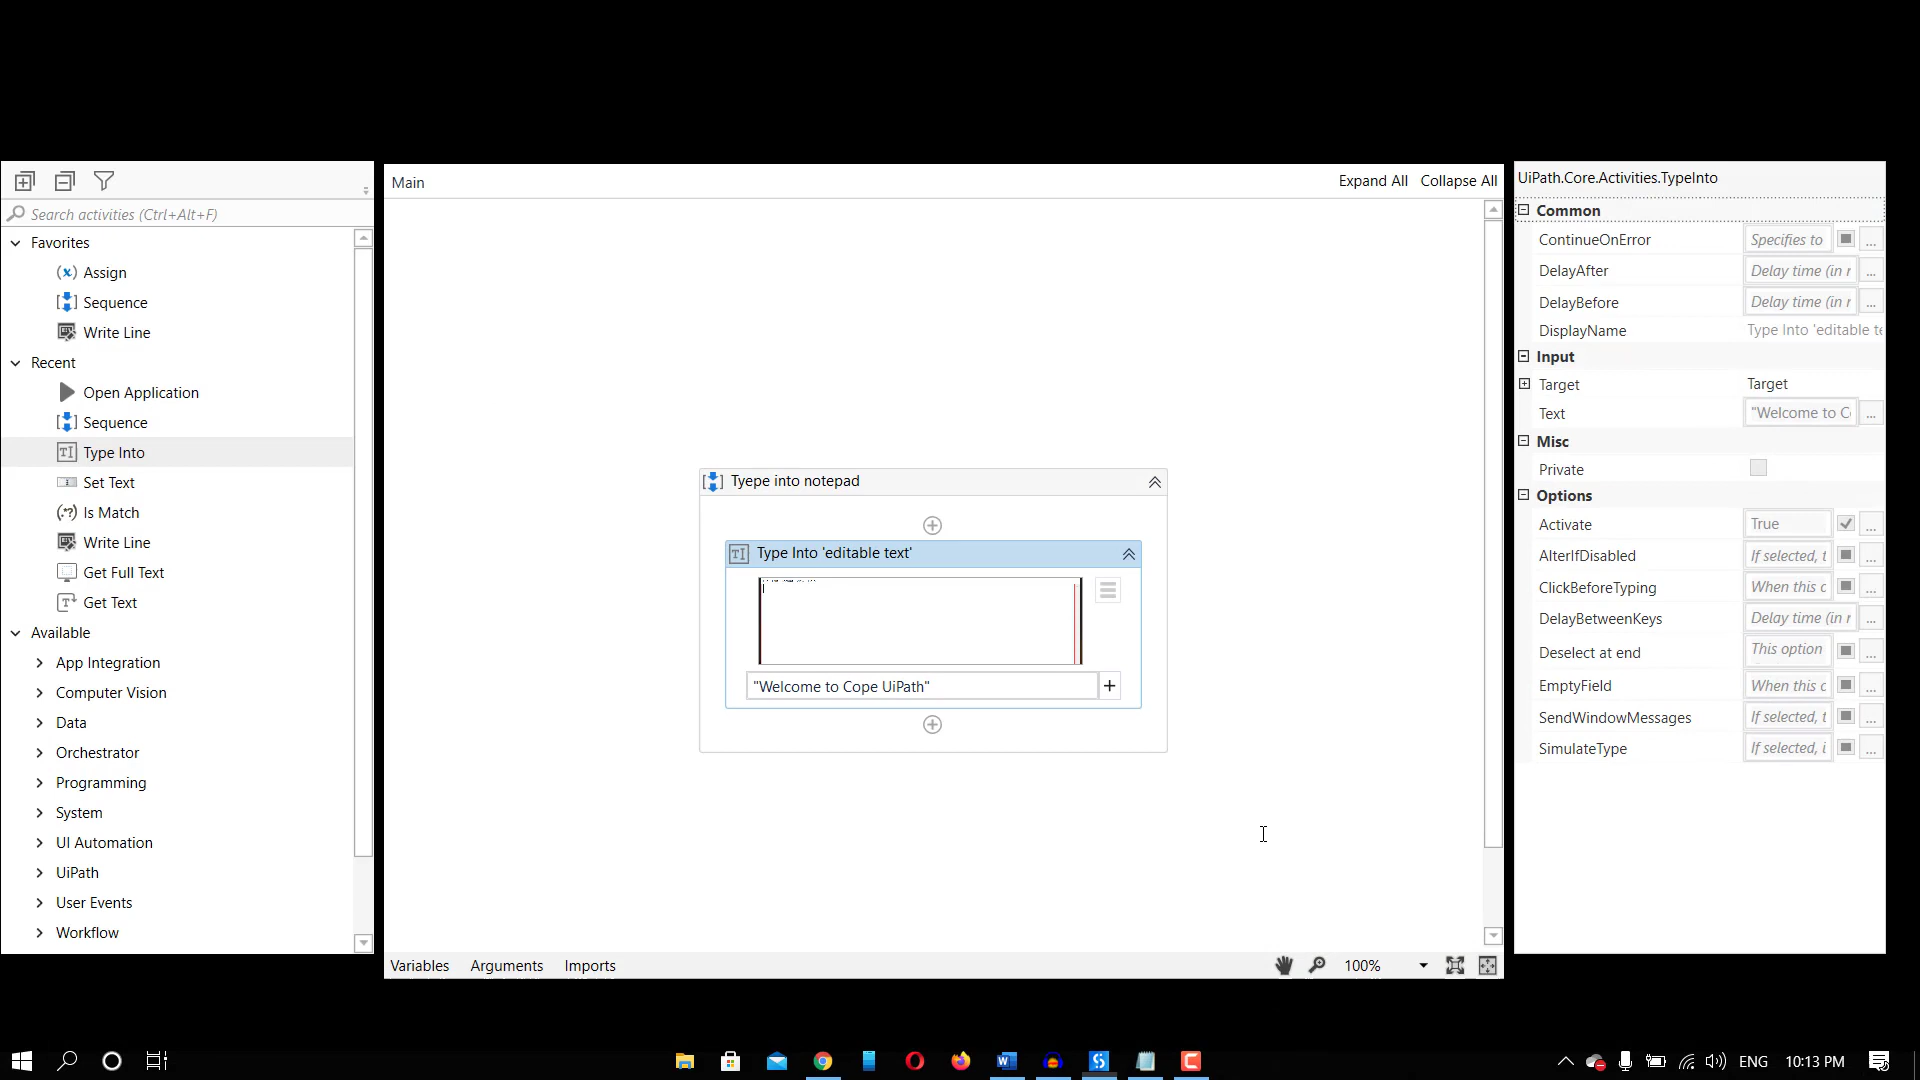 Search activities (Ctrl+Alt+F)
Favorites
Assign
Sequence
Write Line
Recent
Open Application
Sequence
Type Into
Set Text
Is Match
Write Line
Get Full Text
Get Text
Available
App Integration
Computer Vision
Data
Orchestrator
Programming
System
UI Automation
UiPath
User Events
Workflow
Main
Expand All Collapse All
Tyepe into notepad
Type Into 'editable text'
"Welcome to Cope UiPath"
Variables Arguments Imports
100%
UiPath.Core.Activities.TypeInto
Common
ContinueOnError Specifies to ...
DelayAfter Delay time (in r ...
DelayBefore Delay time (in r ...
DisplayName Type Into 'editable te
Input
Target Target
Text "Welcome to C ...
Misc
Private
Options
Activate True ...
AlterIfDisabled If selected, t ...
ClickBeforeTyping When this c ...
DelayBetweenKeys Delay time (in r ...
Deselect at end This option ...
EmptyField When this c ...
SendWindowMessages If selected, t ...
SimulateType If selected, i ...
ENG 10:13 PM